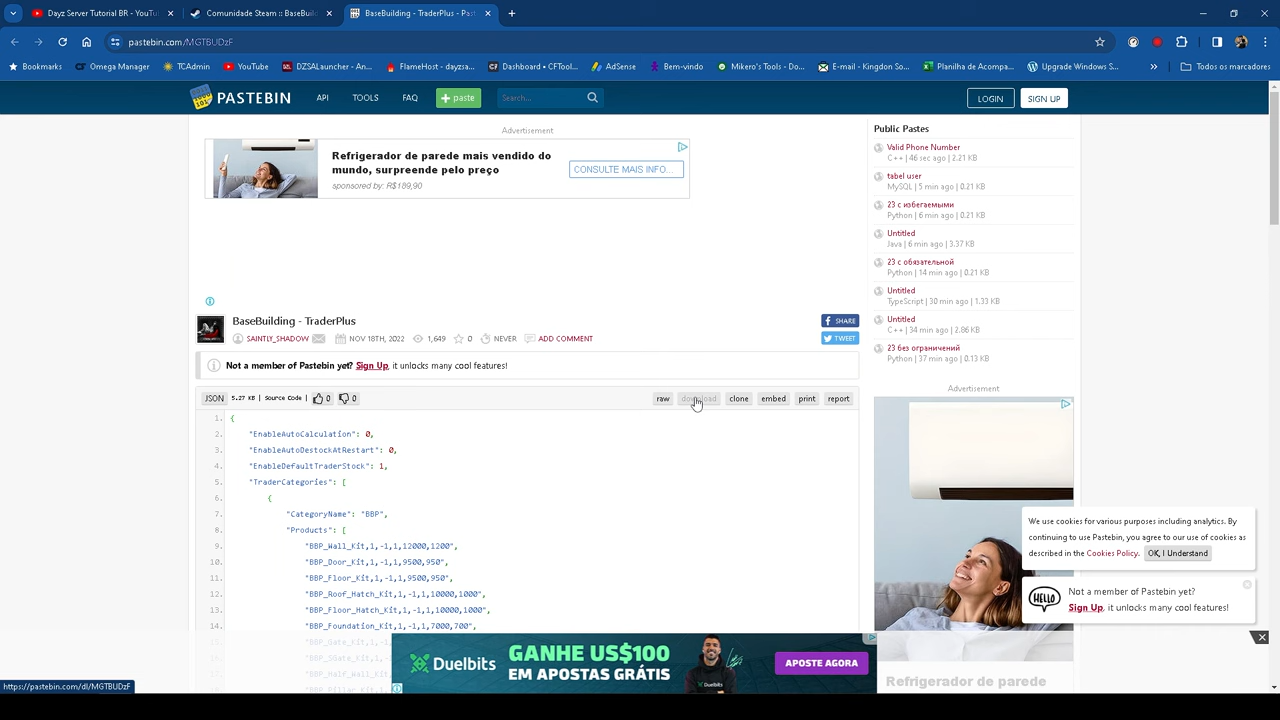 Dayz Server Tutorial BR - YouTu
Comunidade Steam :: BaseBuild
BaseBuilding - TraderPlus - Past
pastebin.com/MGTBUDzF
Bookmarks
Omega Manager
TCAdmin
YouTube
DZSALauncher - An...
FlameHost - dayzsa...
Dashboard • CFTool...
AdSense
Bem-vindo
Mikero's Tools - Do...
E-mail - Kingdon So...
Planilha de Acompa...
Upgrade Windows S...
»
Todos os marcadores
PASTEBIN
API
TOOLS
FAQ
+ paste
Search...
LOGIN
SIGN UP
Advertisement
Refrigerador de parede mais vendido do
mundo, surpreende pelo preço
sponsored by: R$189,90
CONSULTE MAIS INFO...
BaseBuilding - TraderPlus
SAINTLY_SHADOW
NOV 18TH, 2022
1,649
0
NEVER
ADD COMMENT
SHARE
TWEET
Not a member of Pastebin yet? Sign Up, it unlocks many cool features!
JSON 5.27 KB | Source Code | 0 0
raw
download
clone
embed
print
report
1. {
2. "EnableAutoCalculation": 0,
3. "EnableAutoDestockAtRestart": 0,
4. "EnableDefaultTraderStock": 1,
5. "TraderCategories": [
6. {
7. "CategoryName": "BBP",
8. "Products": [
9. "BBP_Wall_Kit,1,-1,1,12000,1200",
10. "BBP_Door_Kit,1,-1,1,9500,950",
11. "BBP_Floor_Kit,1,-1,1,9500,950",
12. "BBP_Roof_Hatch_Kit,1,-1,1,10000,1000",
13. "BBP_Floor_Hatch_Kit,1,-1,1,10000,1000",
14. "BBP_Foundation_Kit,1,-1,1,7000,700",
Public Pastes
Valid Phone Number
C++ | 46 sec ago | 2.21 KB
tabel user
MySQL | 5 min ago | 0.21 KB
23 с избегаемыми
Python | 6 min ago | 0.21 KB
Untitled
Java | 6 min ago | 3.37 KB
23 с обязательной
Python | 14 min ago | 0.21 KB
Untitled
TypeScript | 30 min ago | 1.33 KB
Untitled
C++ | 34 min ago | 2.86 KB
23 без ограничений
Python | 37 min ago | 0.13 KB
Advertisement
We use cookies for various purposes including analytics. By
continuing to use Pastebin, you agree to our use of cookies as
described in the Cookies Policy. OK, I Understand
HELLO
Not a member of Pastebin yet?
Sign Up, it unlocks many cool features!
Duelbits
GANHE US$100
EM APOSTAS GRÁTIS
Duelbits
APOSTE AGORA
Refrigerador de parede
https://pastebin.com/dl/MGTBUDzF